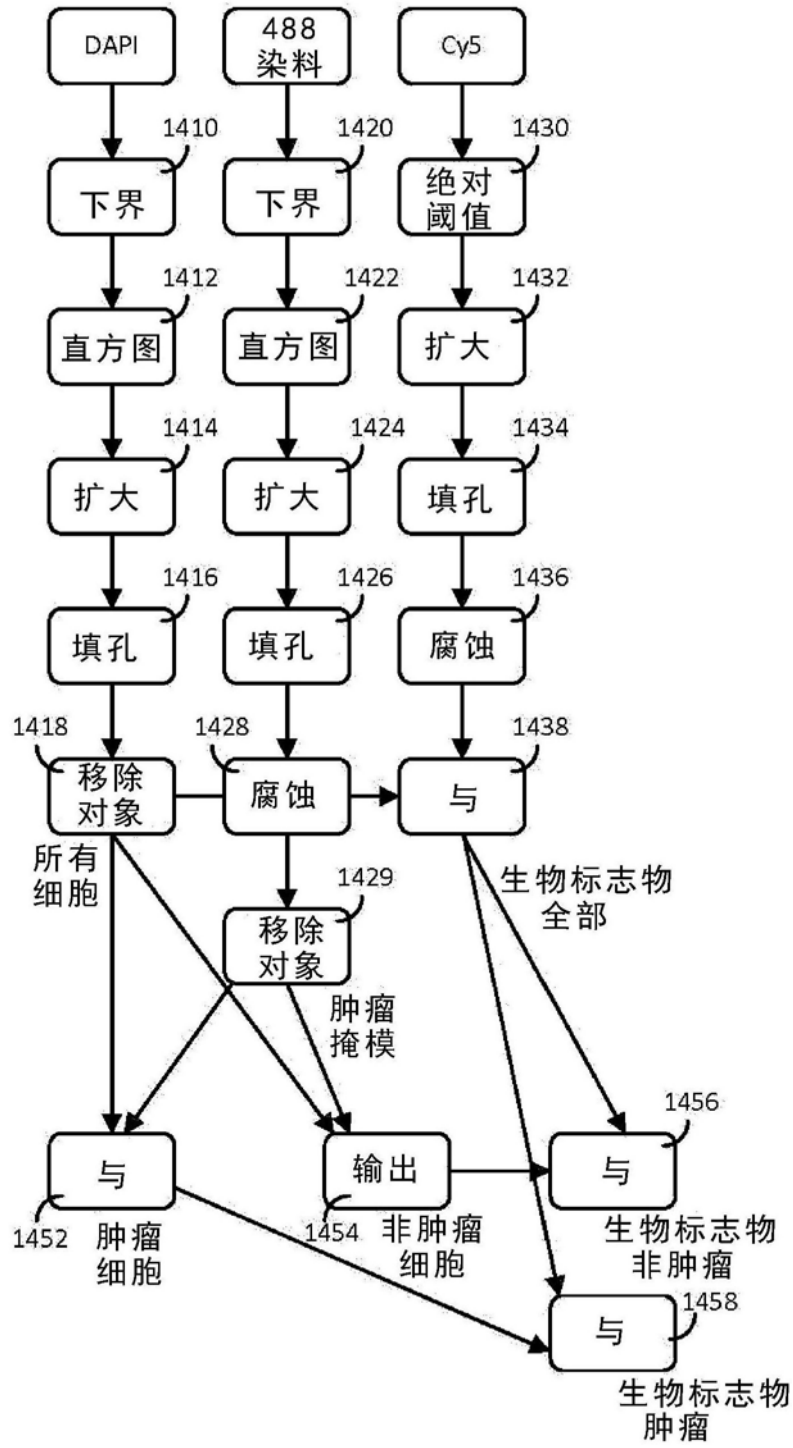 DAPI
488
染料
Cy5
1410
1420
1430
下界
下界
绝对
阈值
1412
1422
1432
直方图
直方图
扩大
1414
1424
1434
扩大
扩大
填孔
1416
1426
1436
填孔
填孔
腐蚀
1418
1428
1438
移除
对象
腐蚀
与
所有
细胞
1429
生物标志物
全部
移除
对象
肿瘤
掩模
1456
与
输出
与
1452
肿瘤
细胞
1454
非肿瘤
细胞
生物标志物
非肿瘤
1458
与
生物标志物
肿瘤